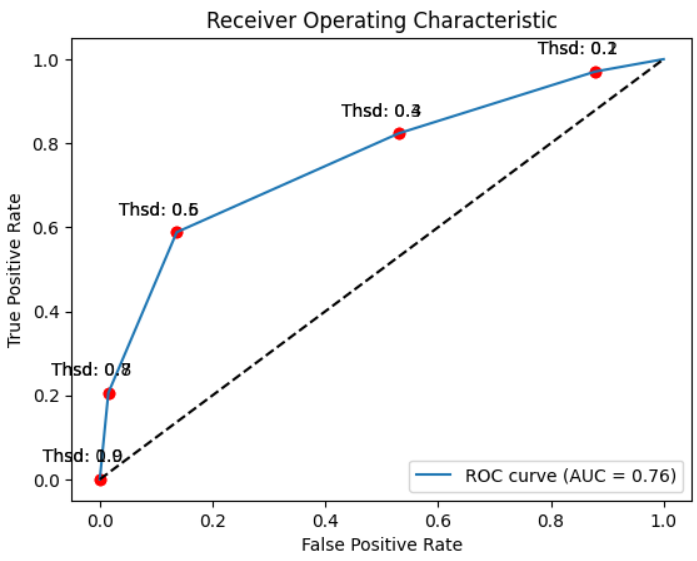 Receiver Operating Characteristic
True Positive Rate
1.0
0.8
0.6
0.4
0.2
0.0
Thsd:
Thsd:
Thsd:
Thsd:
Thsd:
ROC curve (AUC = 0.76)
0.0
0.2
0.4
0.6
0.8
1.0
False Positive Rate